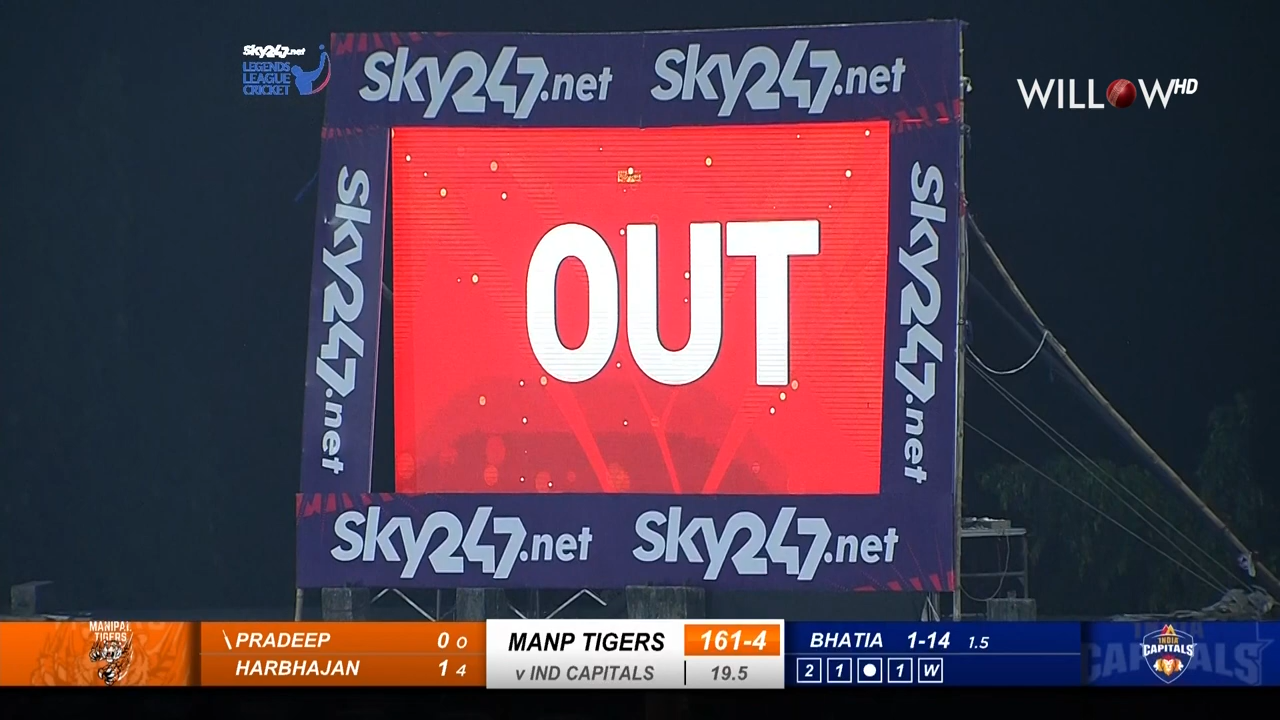 Sky247.net
LEGENDS
LEAGUE
CRICKET
Sky247.net Sky247.net
WILLOW HD
Sky247.net
OUT
Sky247.net
Sky247.net Sky247.net
MANIPAL
TIGERS
PRADEEP 0 0
HARBHAJAN 1 4
MANP TIGERS 161-4
v IND CAPITALS 19.5
BHATIA 1-14 1.5
2 1 1 W
INDIA
CAPITALS
INDIA
CAPITALS